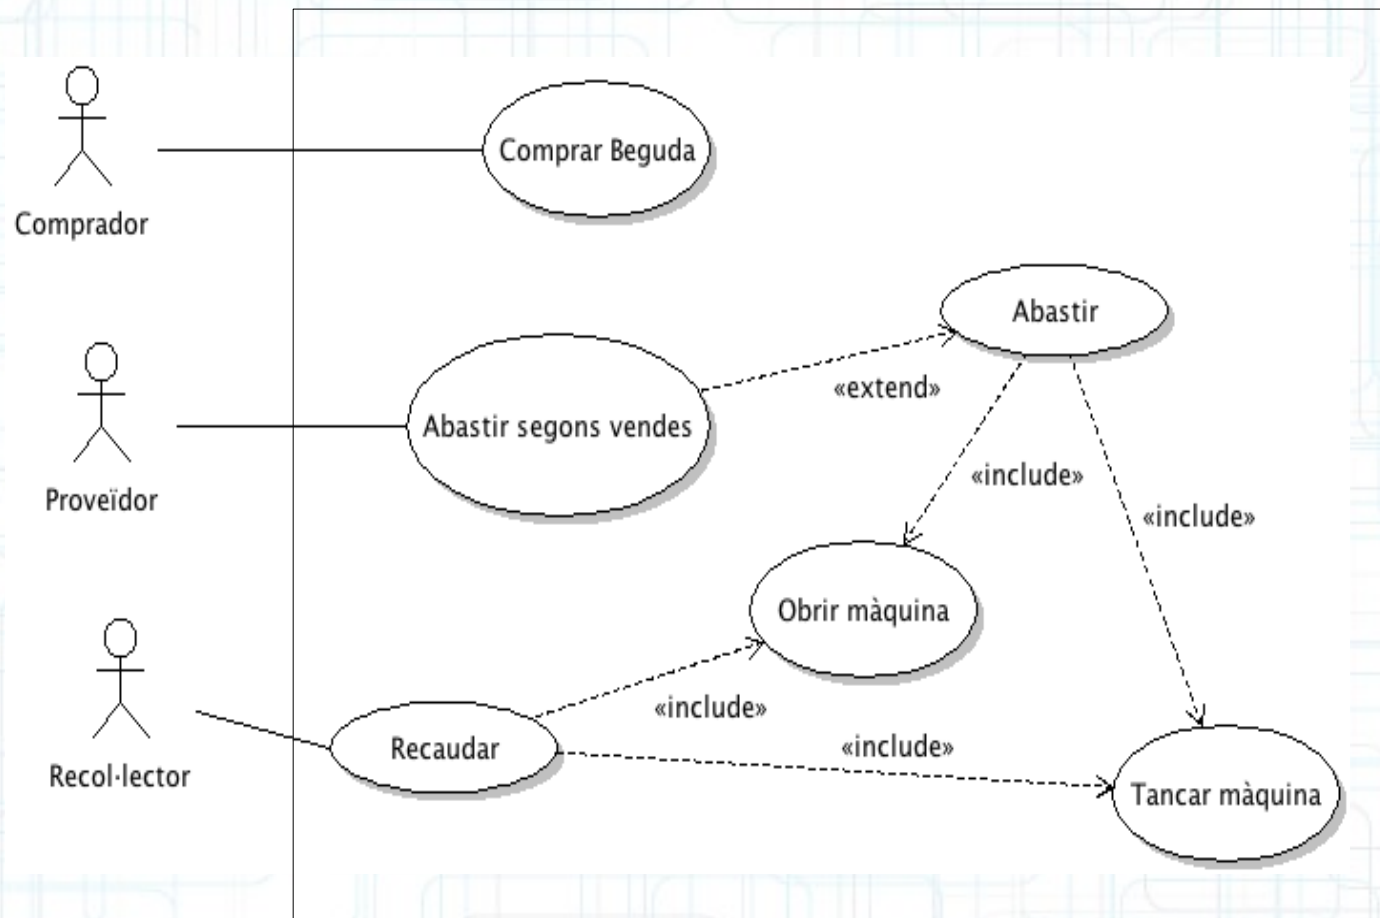 Comprar Beguda
Comprador
Abastir
«extend»
Abastir segons vendes
«include»
Proveïdor
«include»
Obrir màquina
«include»
«include»
Recaudar
Recol·lector
Tancar màquina